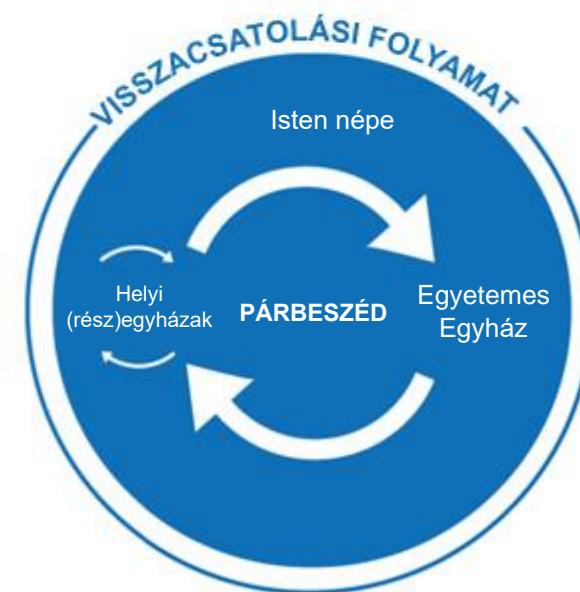 VISSZACSATOLÁSI FOLYAMAT
Isten népe
Helyi
(rész)egyházak
PÁRBESZÉD
Egyetemes
Egyház